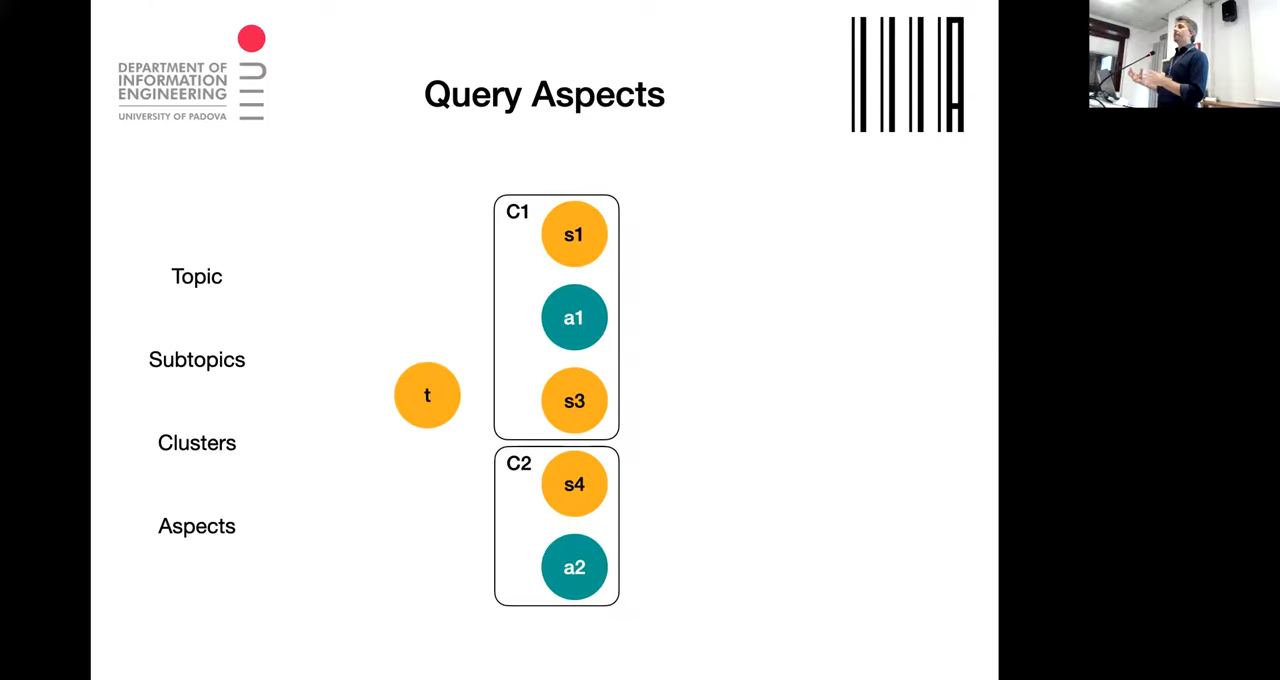 DEPARTMENT OF
INFORMATION
ENGINEERING
UNIVERSITY OF PADOVA
Query Aspects
Topic
Subtopics
Clusters
Aspects
t
C1
s1
a1
s3
C2
s4
a2